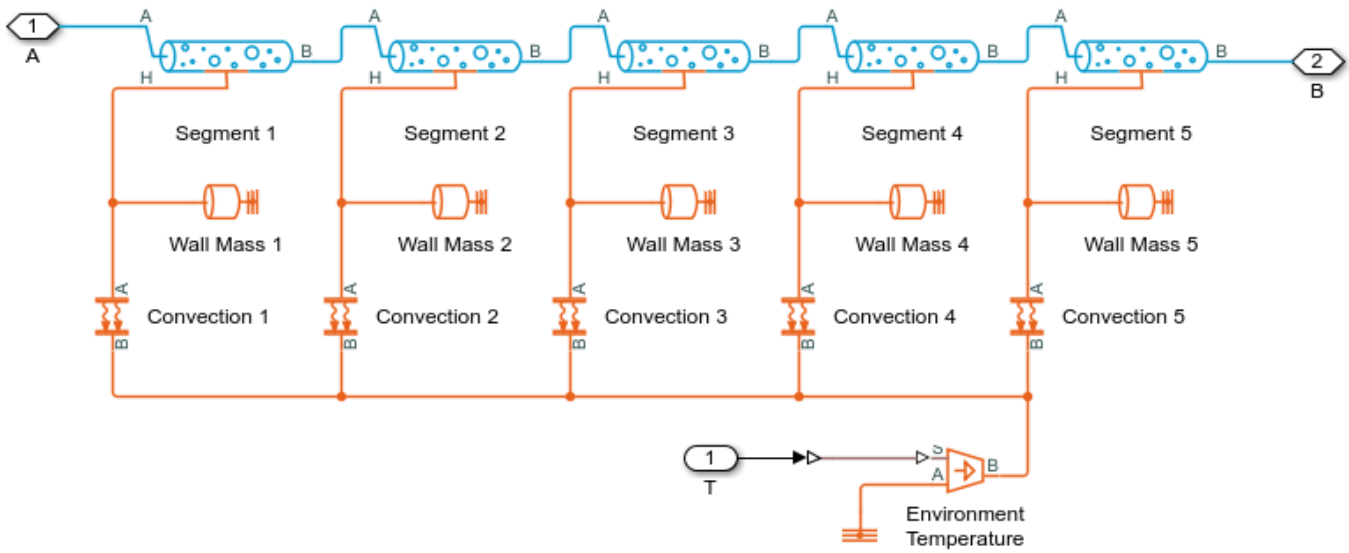 A B A B A B A B A B
1
A
2
B
H H H H H
Segment 1 Segment 2 Segment 3 Segment 4 Segment 5
Wall Mass 1 Wall Mass 2 Wall Mass 3 Wall Mass 4 Wall Mass 5
A A A A A
Convection 1 Convection 2 Convection 3 Convection 4 Convection 5
B B B B B
1
T
S
A
B
Environment
Temperature